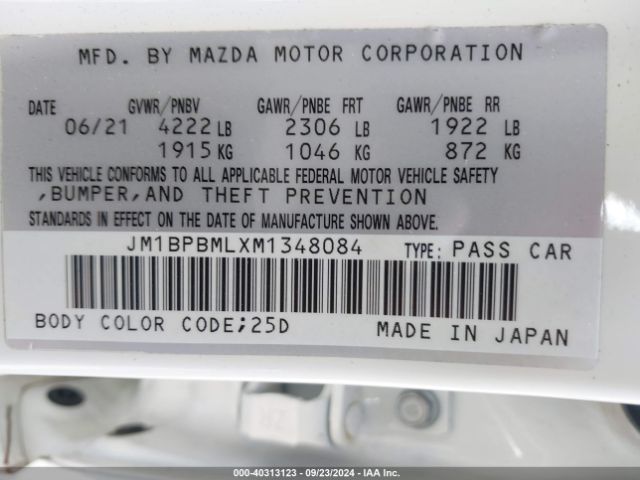 MFD. BY MAZDA MOTOR CORPORATION
DATE GVWR/PNBV GAWR/PNBE FRT GAWR/PNBE RR
06/21 4222 LB 2306 LB 1922 LB
1915 KG 1046 KG 872 KG
THIS VEHICLE CONFORMS TO ALL APPLICABLE FEDERAL MOTOR VEHICLE SAFETY
,BUMPER,AND THEFT PREVENTION
STANDARDS IN EFFECT ON THE DATE OF MANUFACTURE SHOWN ABOVE.
JM1BPBMLXM1348084 TYPE: PASS CAR
BODY COLOR CODE;25D MADE IN JAPAN
000-40313123 - 09/23/2024 - IAA Inc.